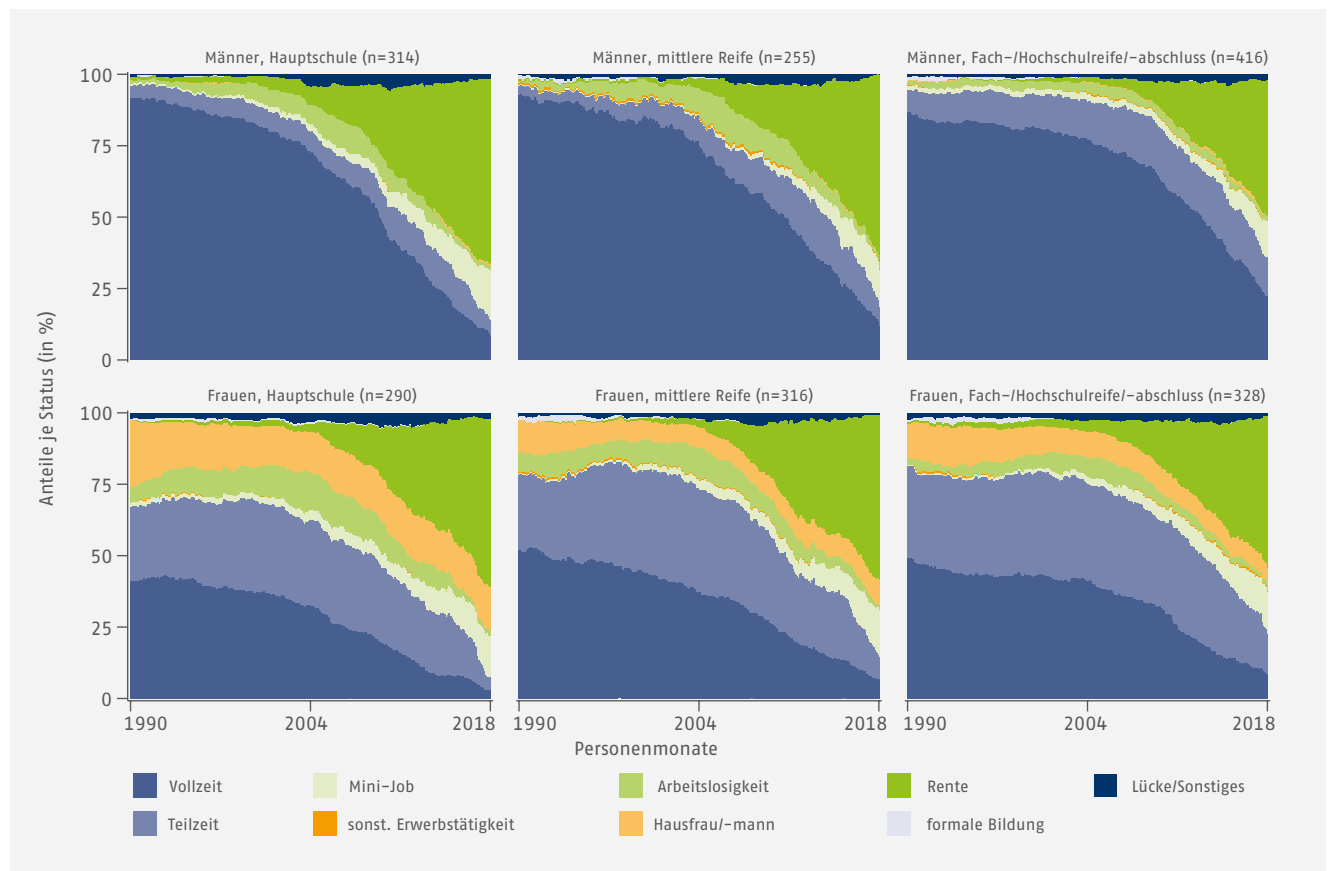 Männer, Hauptschule (n=314)
Männer, mittlere Reife (n=255)
Männer, Fach-/Hochschulreife/-abschluss (n=416)
100
75
50
25
0
Anteile je Status (in %)
Frauen, Hauptschule (n=290)
Frauen, mittlere Reife (n=316)
Frauen, Fach-/Hochschulreife/-abschluss (n=328)
100
75
50
25
0
1990 2004 2018
1990 2004 2018
1990 2004 2018
Personenmonate
Vollzeit Mini-Job Arbeitslosigkeit Rente Lücke/Sonstiges
Teilzeit sonst. Erwerbstätigkeit Hausfrau/-mann formale Bildung